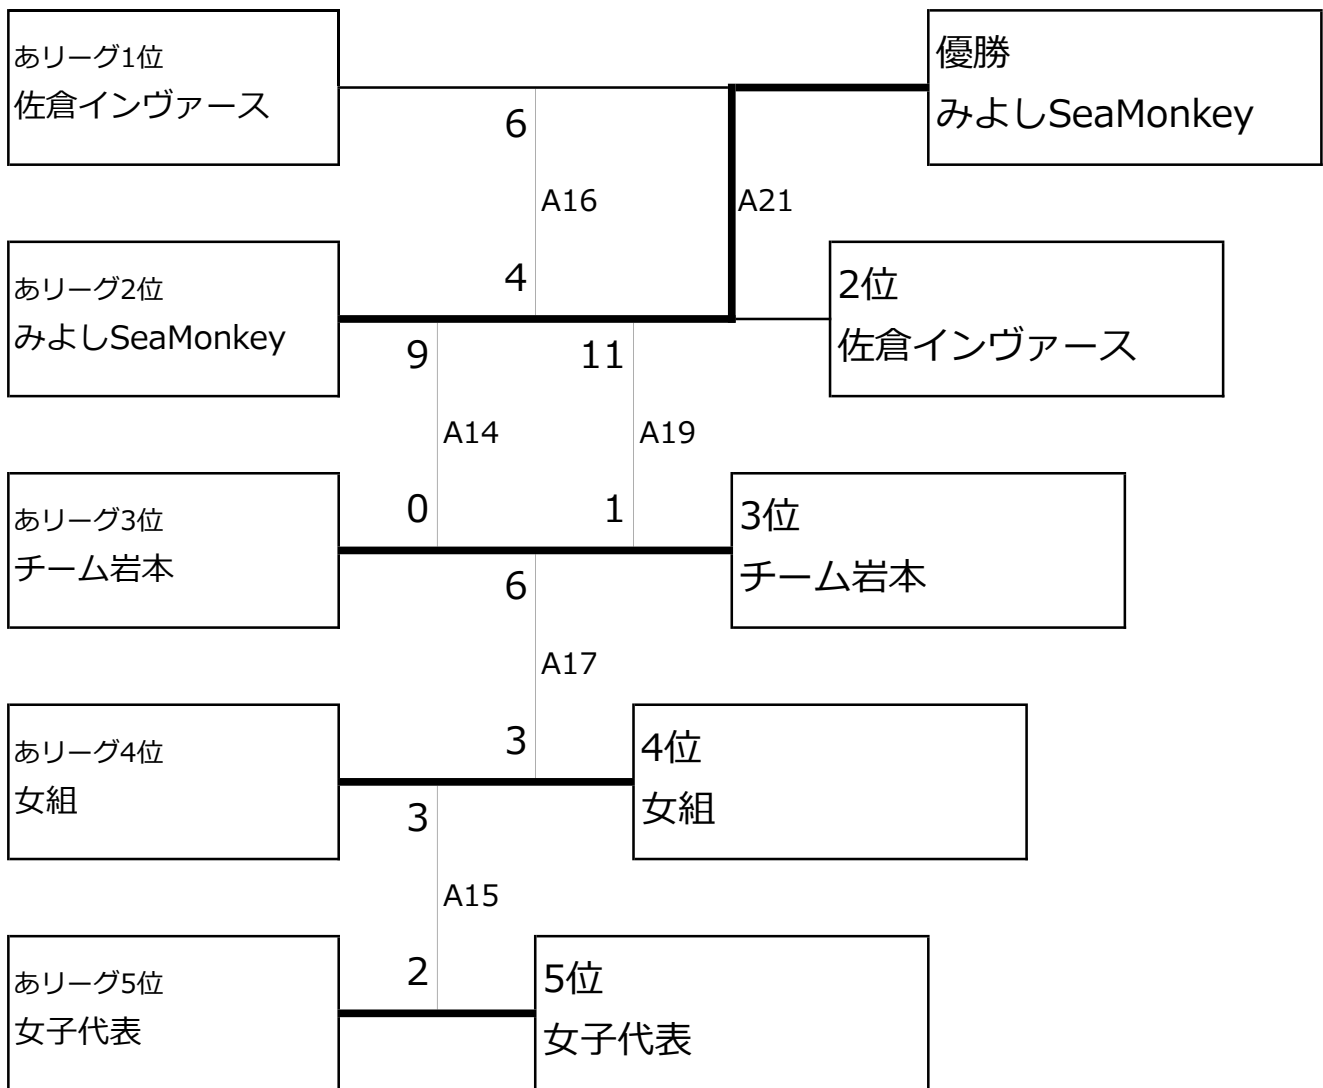 あリーグ1位
佐倉インヴァース
優勝
みよしSeaMonkey
6
A16
A21
4
あリーグ2位
みよしSeaMonkey
2位
佐倉インヴァース
9
11
A14
A19
0
1
あリーグ3位
チーム岩本
3位
チーム岩本
6
A17
3
あリーグ4位
女組
4位
女組
3
A15
2
あリーグ5位
女子代表
5位
女子代表